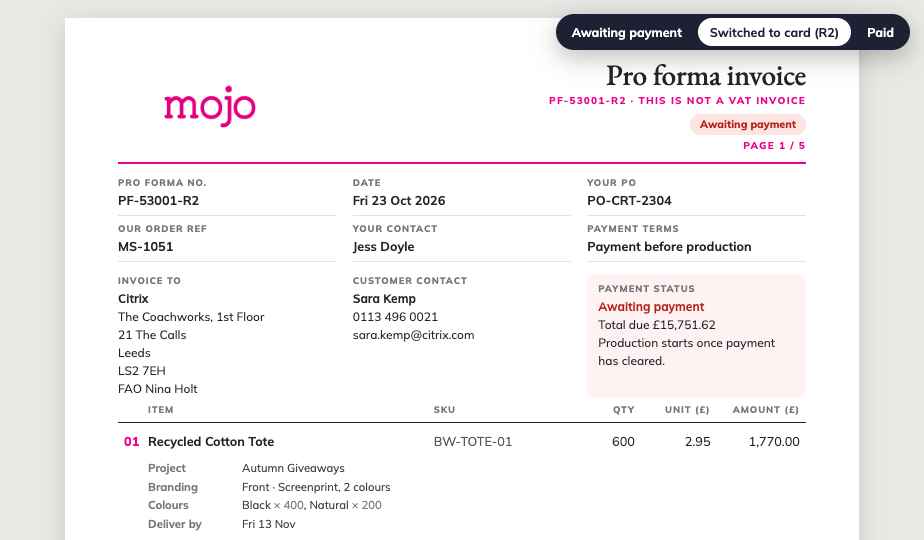 Awaiting payment Switched to card (R2) Paid
mojo
Pro forma invoice
PF-53001-R2 · THIS IS NOT A VAT INVOICE
Awaiting payment
PAGE 1 / 5
PRO FORMA NO. DATE YOUR PO
PF-53001-R2 Fri 23 Oct 2026 PO-CRT-2304
OUR ORDER REF YOUR CONTACT PAYMENT TERMS
MS-1051 Jess Doyle Payment before production
INVOICE TO
Citrix
The Coachworks, 1st Floor
21 The Calls
Leeds
LS2 7EH
FAO Nina Holt
CUSTOMER CONTACT
Sara Kemp
0113 496 0021
sara.kemp@citrix.com
PAYMENT STATUS
Awaiting payment
Total due £15,751.62
Production starts once payment
has cleared.
ITEM SKU QTY UNIT (£) AMOUNT (£)
01 Recycled Cotton Tote BW-TOTE-01 600 2.95 1,770.00
Project Autumn Giveaways
Branding Front · Screenprint, 2 colours
Colours Black × 400, Natural × 200
Deliver by Fri 13 Nov